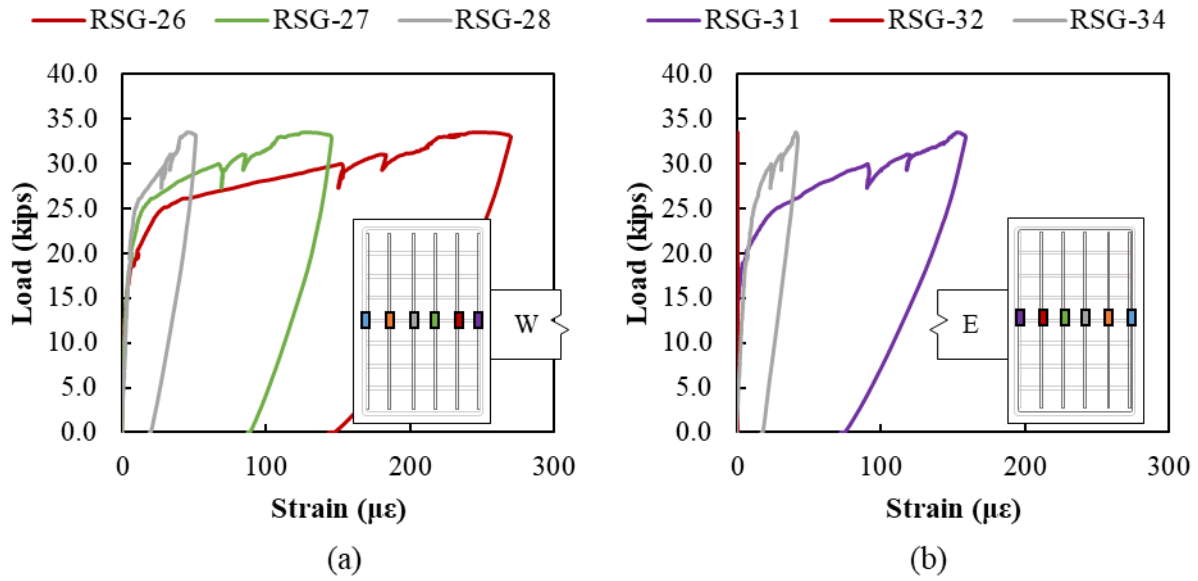 RSG-26 RSG-27 RSG-28
40.0
35.0
30.0
25.0
20.0
15.0
10.0
5.0
0.0
Load (kips)
W
0 100 200 300
Strain (με)
(a)
RSG-31 RSG-32 RSG-34
40.0
35.0
30.0
25.0
20.0
15.0
10.0
5.0
0.0
Load (kips)
E
0 100 200 300
Strain (με)
(b)